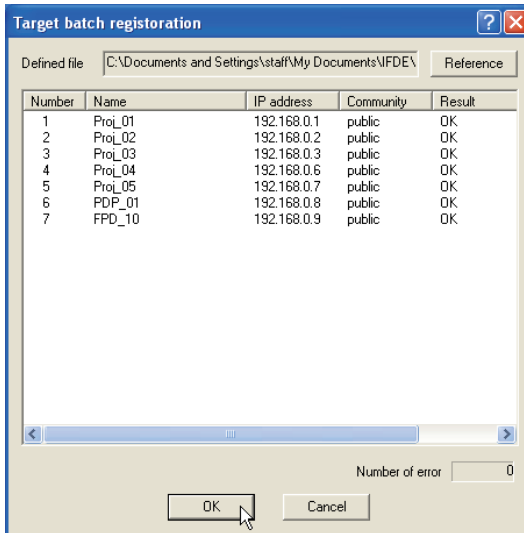 Target batch registoration
Defined file C:\Documents and Settings\staff\My Documents\IFDE\ Reference
Number Name IP address Community Result
1 Proj_01 192.168.0.1 public OK
2 Proj_02 192.168.0.2 public OK
3 Proj_03 192.168.0.3 public OK
4 Proj_04 192.168.0.6 public OK
5 Proj_05 192.168.0.7 public OK
6 PDP_01 192.168.0.8 public OK
7 FPD_10 192.168.0.9 public OK
Number of error 0
OK Cancel